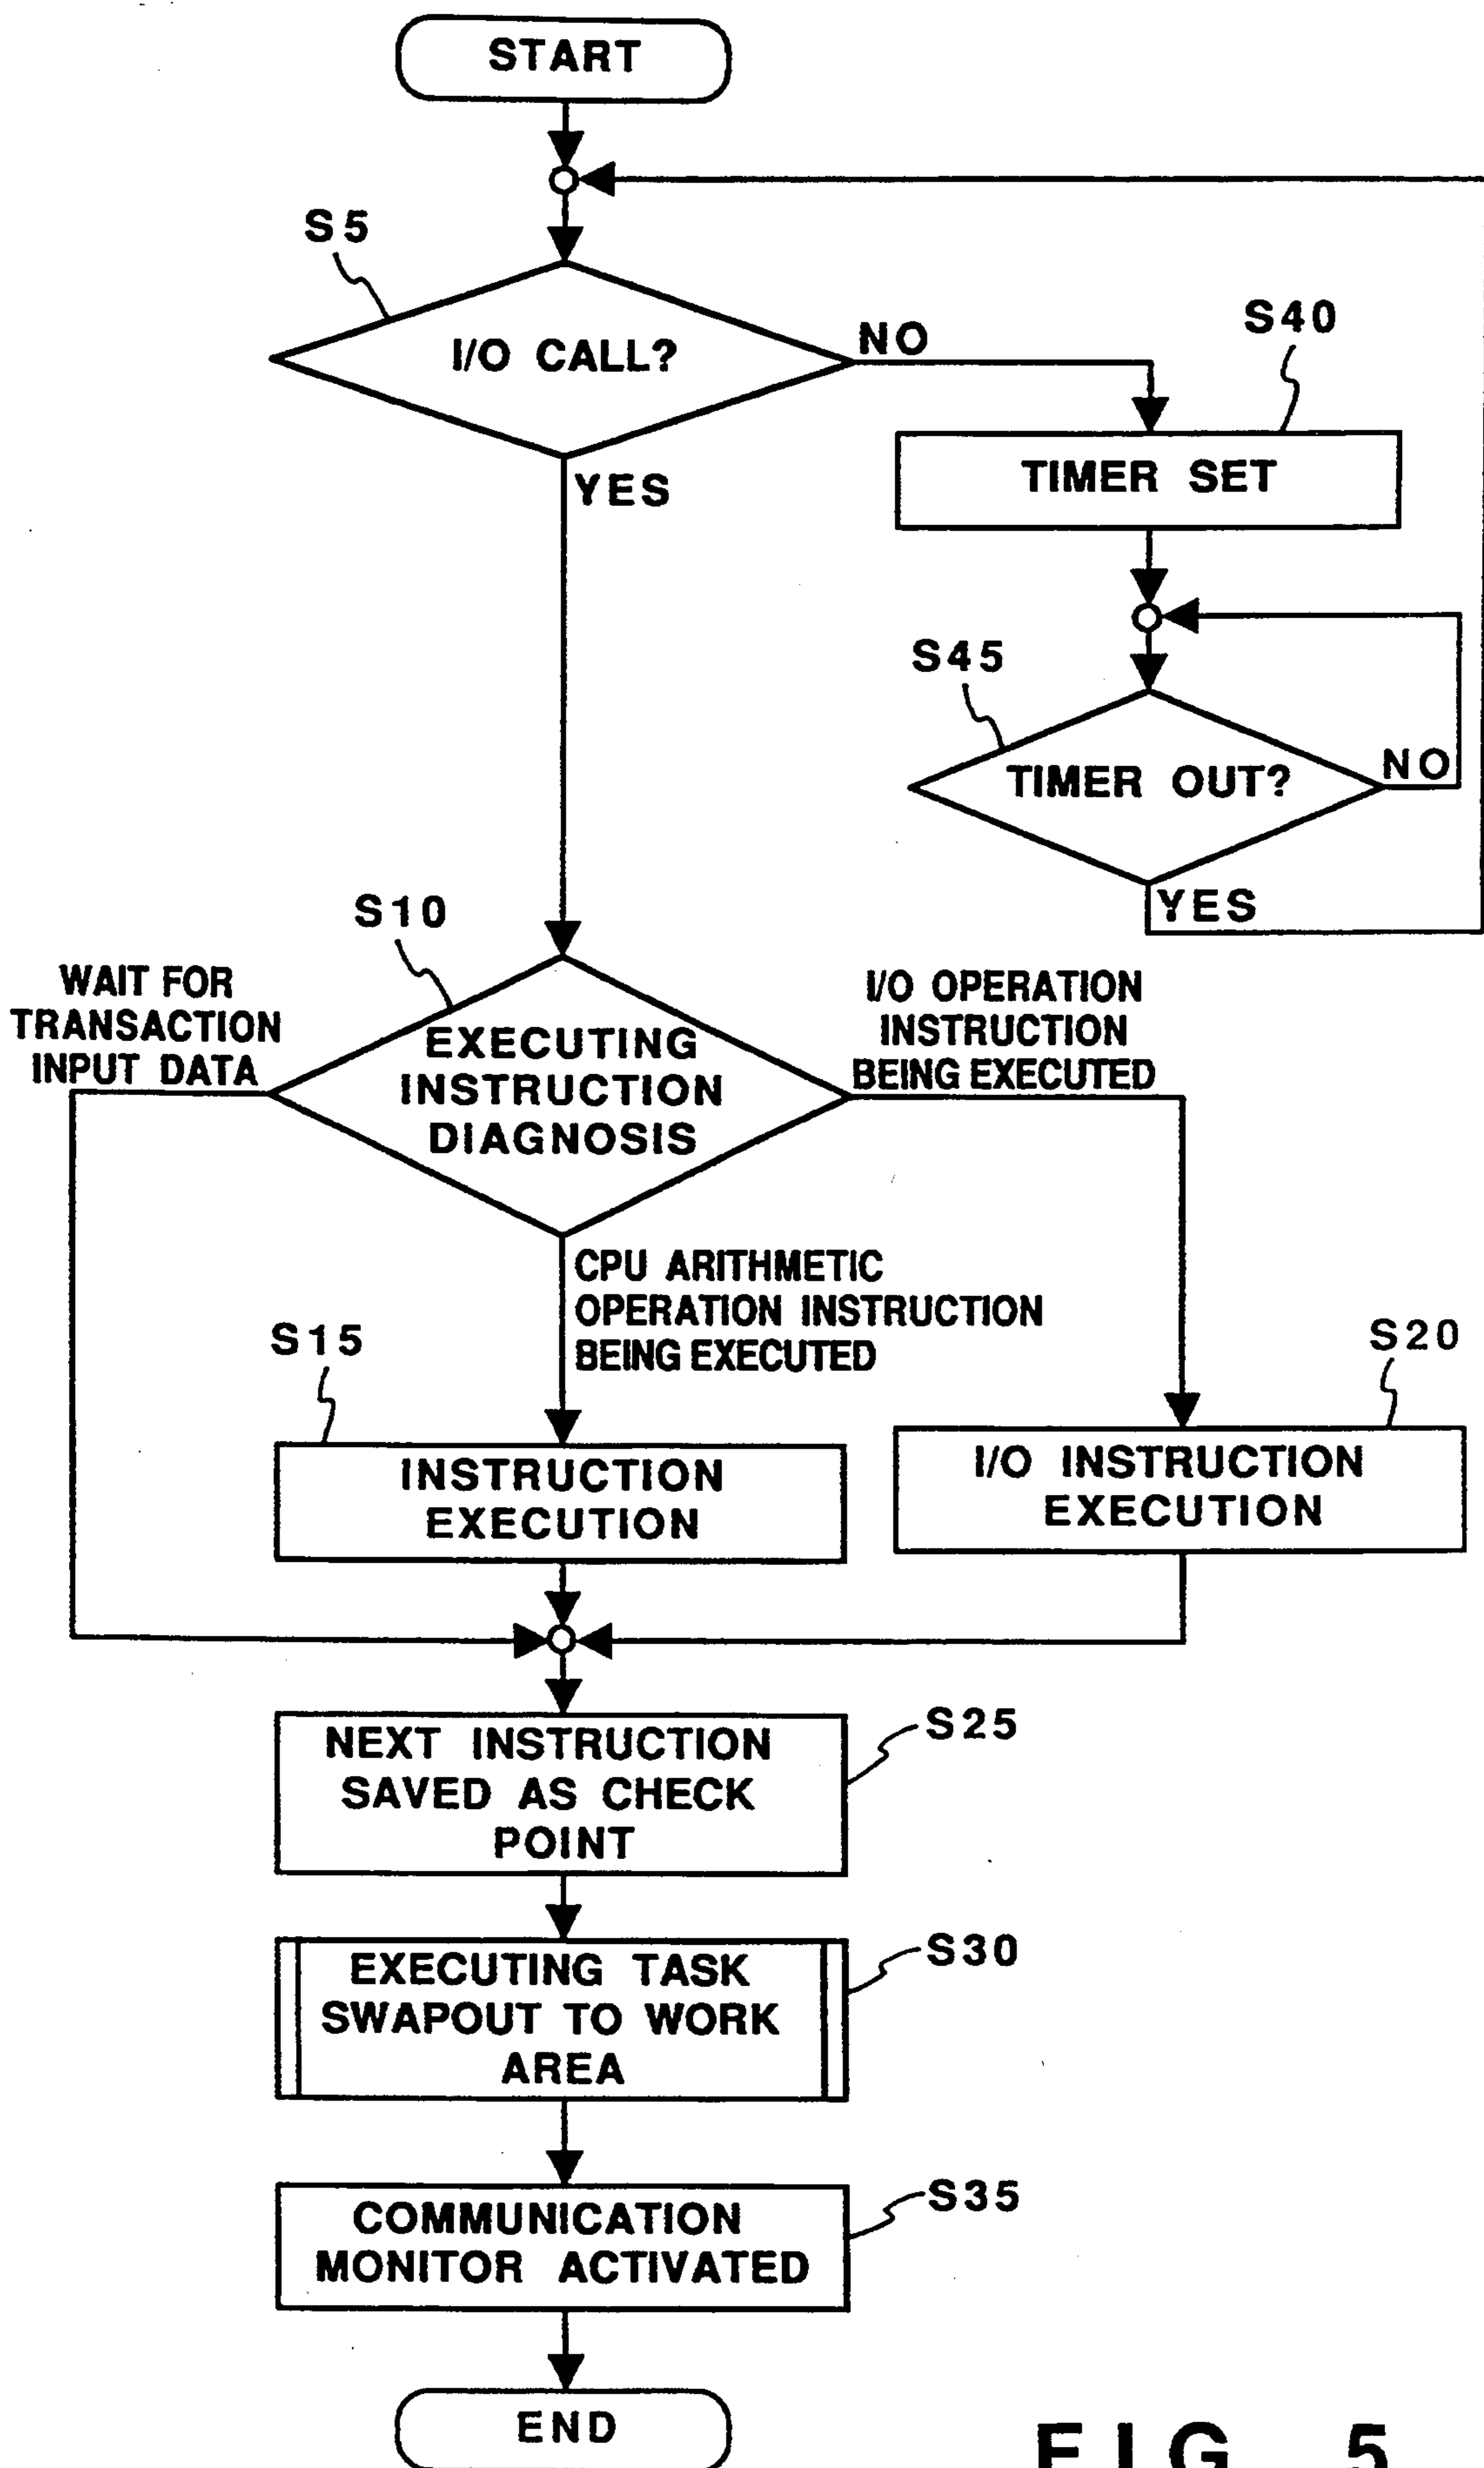 START
S5
I/O CALL?
NO
S40
YES
TIMER SET
S45
TIMER OUT?
NO
YES
S10
WAIT FOR
TRANSACTION
INPUT DATA
EXECUTING
INSTRUCTION
DIAGNOSIS
I/O OPERATION
INSTRUCTION
BEING EXECUTED
CPU ARITHMETIC
OPERATION INSTRUCTION
BEING EXECUTED
S15
S20
INSTRUCTION
EXECUTION
I/O INSTRUCTION
EXECUTION
NEXT INSTRUCTION
SAVED AS CHECK
POINT
S25
EXECUTING TASK
SWAPOUT TO WORK
AREA
S30
COMMUNICATION
MONITOR ACTIVATED
S35
END
FIG. 5